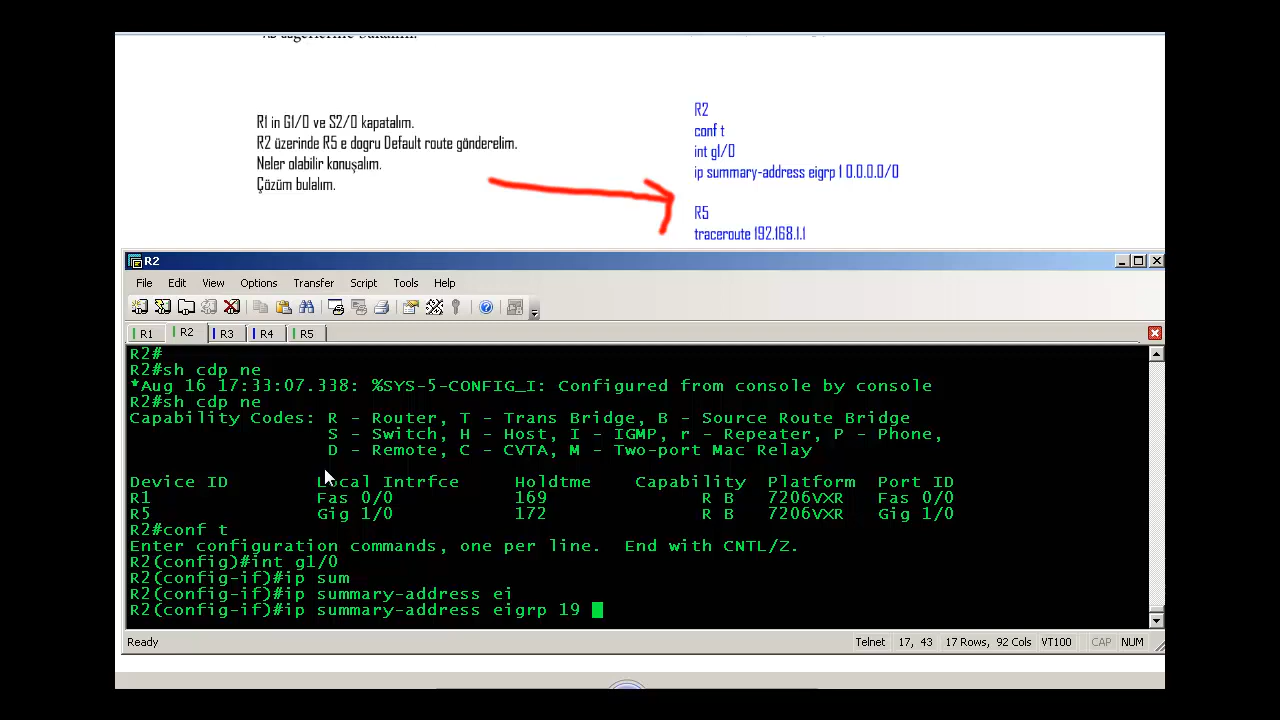 R1 in G1/0 ve S2/0 kapatalım.
R2 üzerinde R5 e dogru Default route gönderelim.
Neler olabilir konuşalım.
Çözüm bulalım.
R2
conf t
int g1/0
ip summary-address eigrp 1 0.0.0.0/0
R5
traceroute 192.168.1.1
R2
File Edit View Options Transfer Script Tools Help
R1 R2 R3 R4 R5
R2#
R2#sh cdp ne
*Aug 16 17:33:07.338: %SYS-5-CONFIG_I: Configured from console by console
R2#sh cdp ne
Capability Codes: R - Router, T - Trans Bridge, B - Source Route Bridge
S - Switch, H - Host, I - IGMP, r - Repeater, P - Phone,
D - Remote, C - CVTA, M - Two-port Mac Relay
Device ID Local Intrfce Holdtme Capability Platform Port ID
R1 Fas 0/0 169 R B 7206VXR Fas 0/0
R5 Gig 1/0 172 R B 7206VXR Gig 1/0
R2#conf t
Enter configuration commands, one per line. End with CNTL/Z.
R2(config)#int g1/0
R2(config-if)#ip sum
R2(config-if)#ip summary-address ei
R2(config-if)#ip summary-address eigrp 19
Ready Telnet 17, 43 17 Rows, 92 Cols VT100 CAP NUM